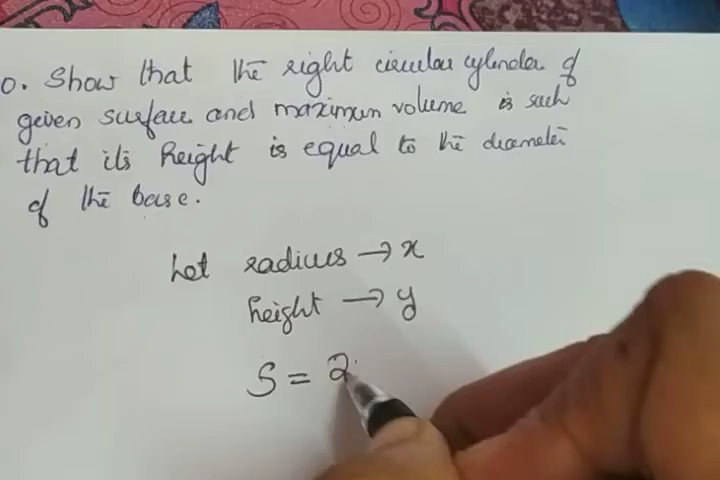 0. Show that the right circular cylinder of
given surface and maximum volume is such
that its height is equal to the diameter
of the base.
Let radius → x
height → y
S = 2